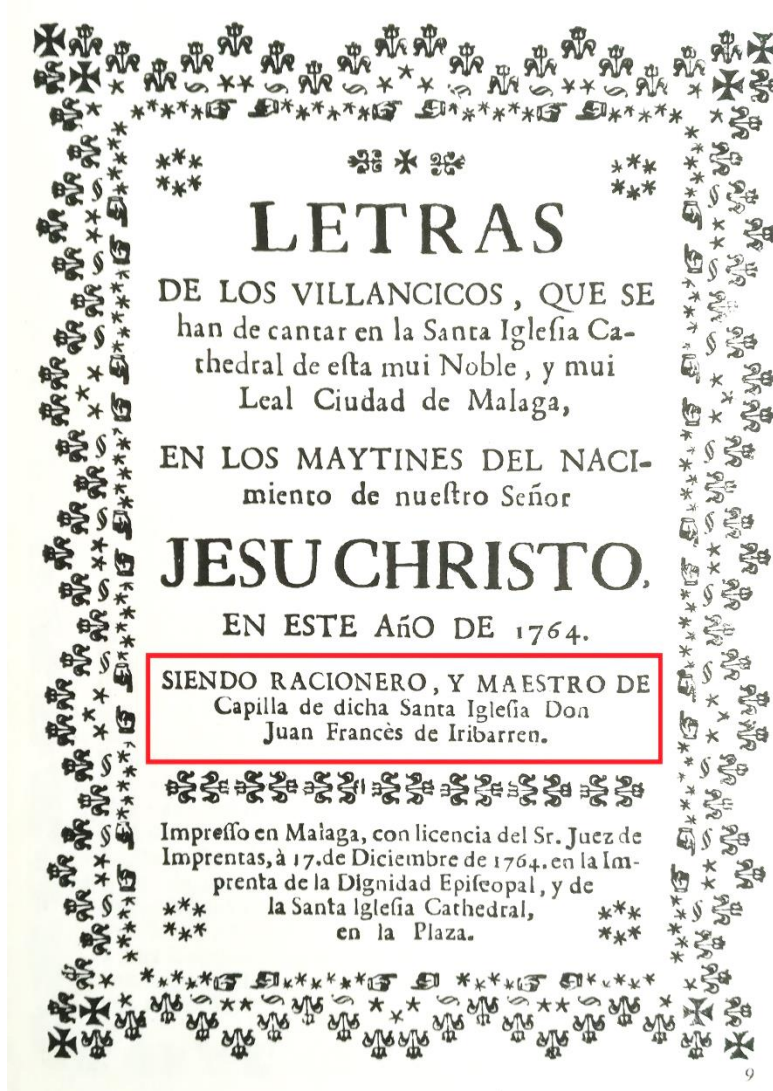 LETRAS
DE LOS VILLANCICOS, QUE SE
han de cantar en la Santa Igleſia Ca-
thedral de eſta mui Noble, y mui
Leal Ciudad de Malaga,
EN LOS MAYTINES DEL NACI-
miento de nueſtro Señor
JESUCHRISTO.
EN ESTE AñO DE 1764.
SIENDO RACIONERO, Y MAESTRO DE
Capilla de dicha Santa Igleſia Don
Juan Francès de Iribarren.
Impreſſo en Malaga, con licencia del Sr. Juez de
Imprentas, à 17. de Diciembre de 1764. en la Im-
prenta de la Dignidad Epiſcopal, y de
la Santa Igleſia Cathedral,
en la Plaza.
9